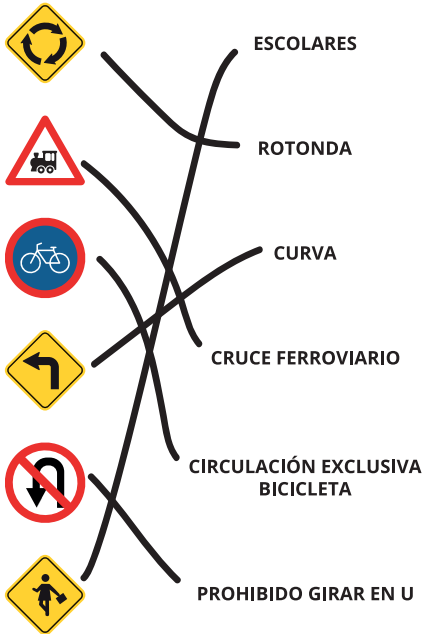 ESCOLARES
ROTONDA
CURVA
CRUCE FERROVIARIO
CIRCULACIÓN EXCLUSIVA
BICICLETA
PROHIBIDO GIRAR EN U